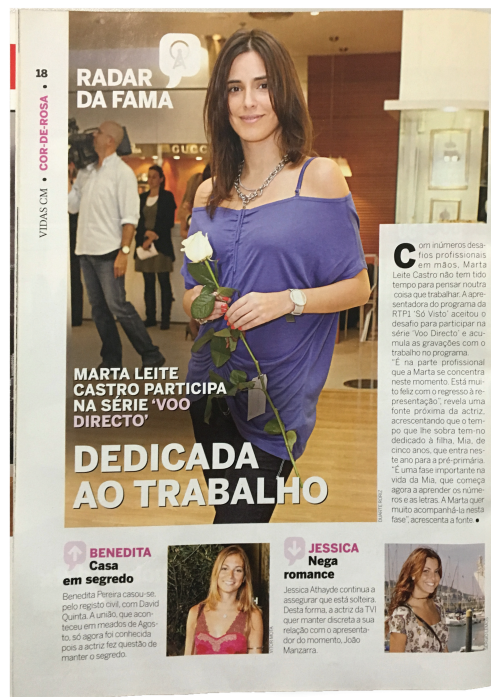 18
VIDAS CM • COR-DE-ROSA •
RADAR
DA FAMA
GUCCI
MARTA LEITE
CASTRO PARTICIPA
NA SÉRIE ‘VOO
DIRECTO’
DEDICADA
AO TRABALHO
Com inúmeros desa-
fios profissionais
em mãos, Marta
Leite Castro não tem tido
tempo para pensar noutra
coisa que trabalhar. A apre-
sentadora do programa da
RTP1 ‘Só Visto’ aceitou o
desafio para participar na
série ‘Voo Directo’ e acu-
mula as gravações com o
trabalho no programa.
“É na parte profissional
que a Marta se concentra
neste momento. Está mui-
to feliz com o regresso à re-
presentação”, revela uma
fonte próxima da actriz,
acrescentando que o tem-
po que lhe sobra tem-no
dedicado à filha, Mia, de
cinco anos, que entra nes-
te ano para a pré-primária.
“É uma fase importante na
vida da Mia, que começa
agora a aprender os núme-
ros e as letras. A Marta quer
muito acompanhá-la nesta
fase”, acrescenta a fonte. •
BENEDITA
Casa
em segredo
Benedita Pereira casou-se,
pelo registo civil, com David
Quinta. A união, que acon-
teceu em meados de Agos-
to, só agora foi conhecida
pois a actriz fez questão de
manter o segredo.
JESSICA
Nega
romance
Jessica Athayde continua a
assegurar que está solteira.
Desta forma, a actriz da TVI
quer manter discreta a sua
relação com o apresenta-
dor do momento, João
Manzarra.